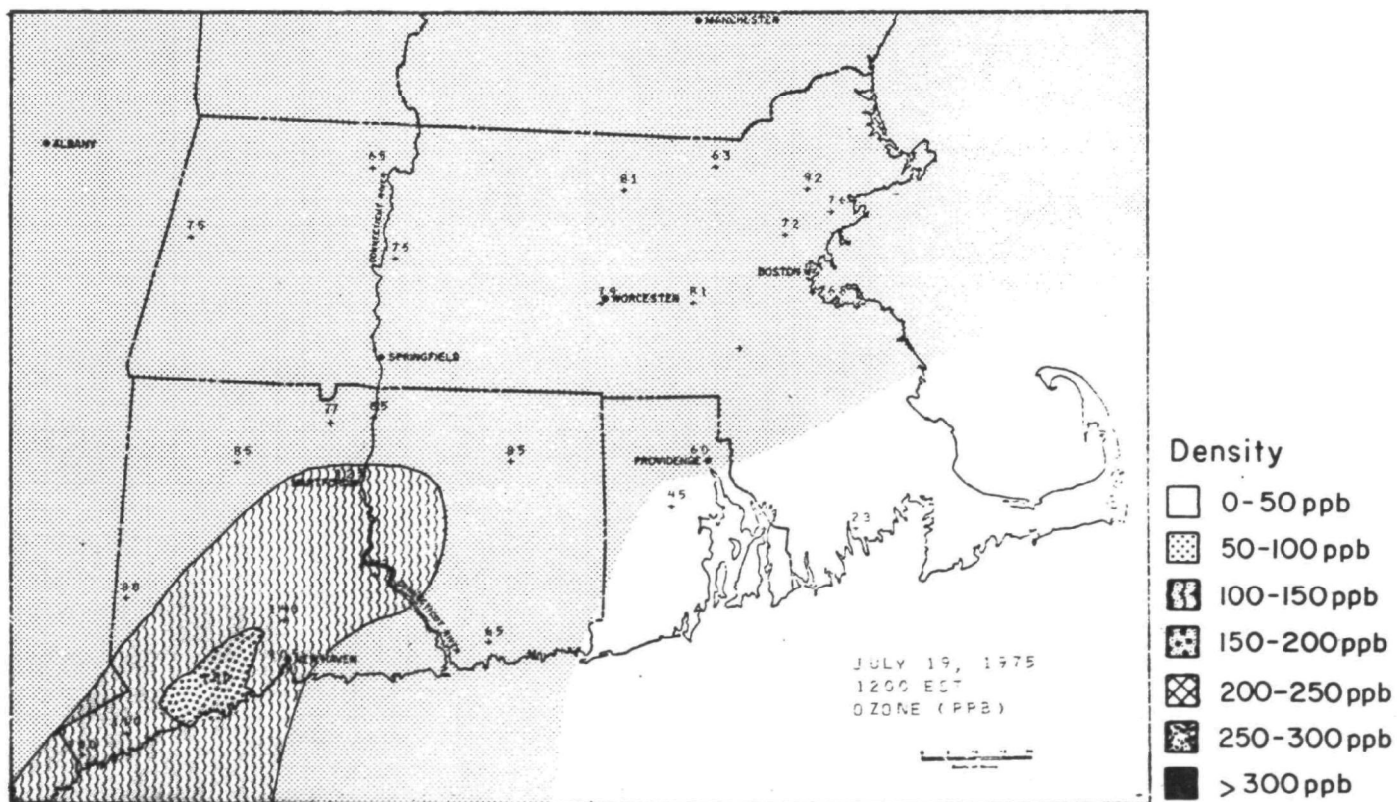 MANCHESTER
ALBANY
65
63
81
92
75
CONNECTICUT RIVER
72
75
BOSTON
WORCESTER
81
SPRINGFIELD
77
85
85
85
PROVIDENCE
60
45
23
NEW HAVEN
65
JULY 19, 1975
1200 EST
OZONE (PPB)
Density
0-50 ppb
50-100 ppb
100-150 ppb
150-200 ppb
200-250 ppb
250-300 ppb
> 300 ppb